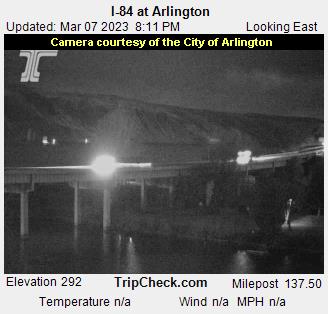 I-84 at Arlington
Updated: Mar 07 2023 8:11 PM Looking East
Camera courtesy of the City of Arlington
Elevation 292 TripCheck.com Milepost 137.50
Temperature n/a Wind n/a MPH n/a